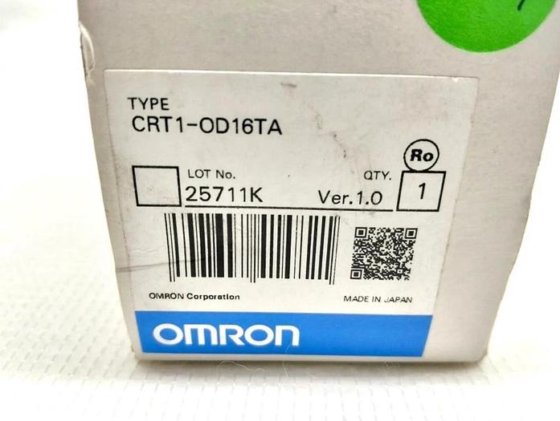 TYPE
CRT1-OD16TA
Ro
LOT No. QTY.
25711K Ver.1.0 1
OMRON Corporation MADE IN JAPAN
OMRON